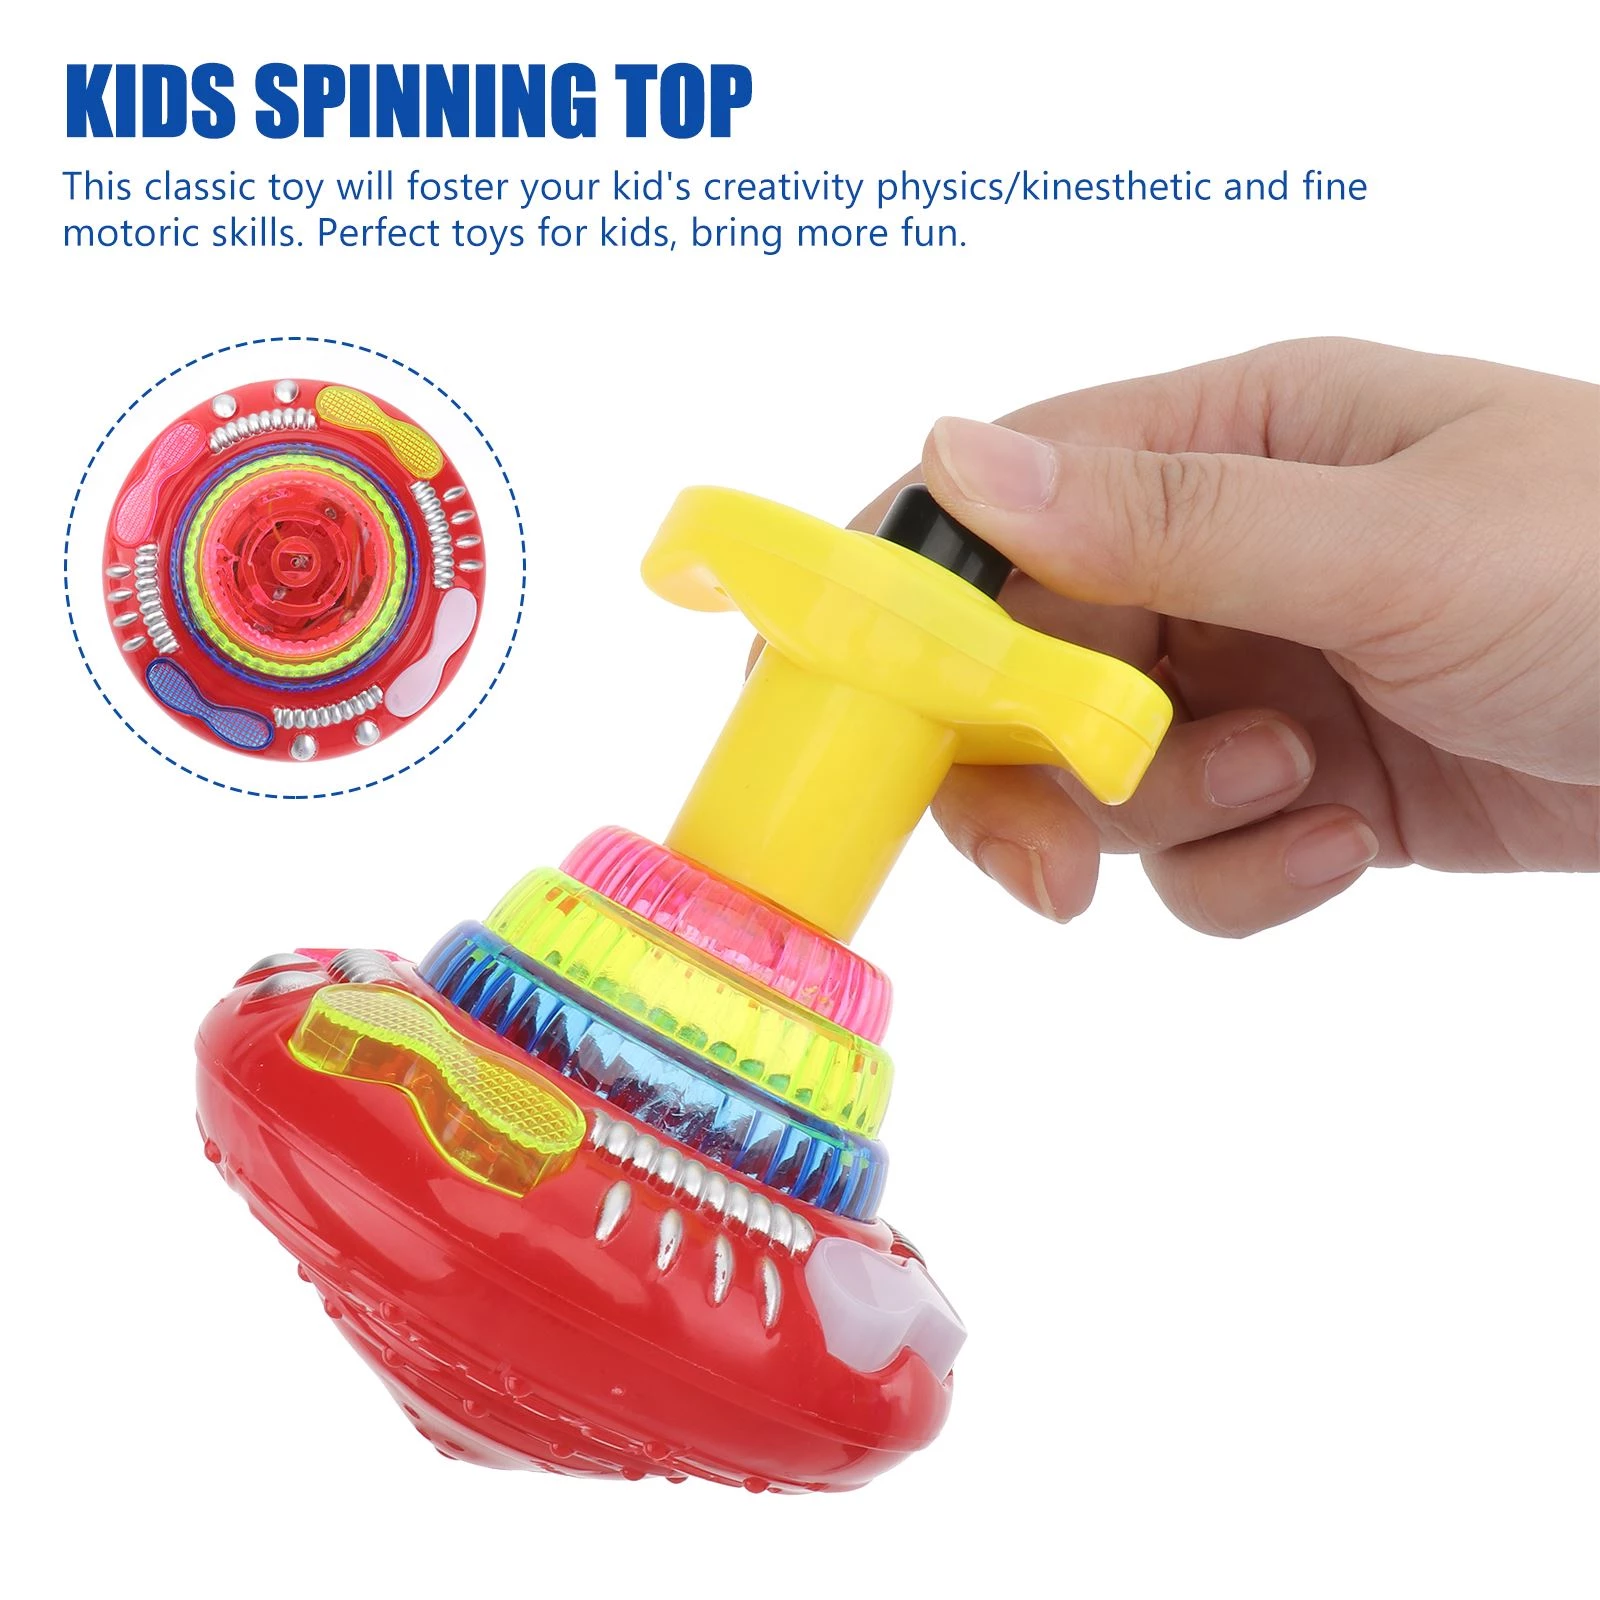 KIDS SPINNING TOP
This classic toy will foster your kid's creativity physics/kinesthetic and fine
motoric skills. Perfect toys for kids, bring more fun.